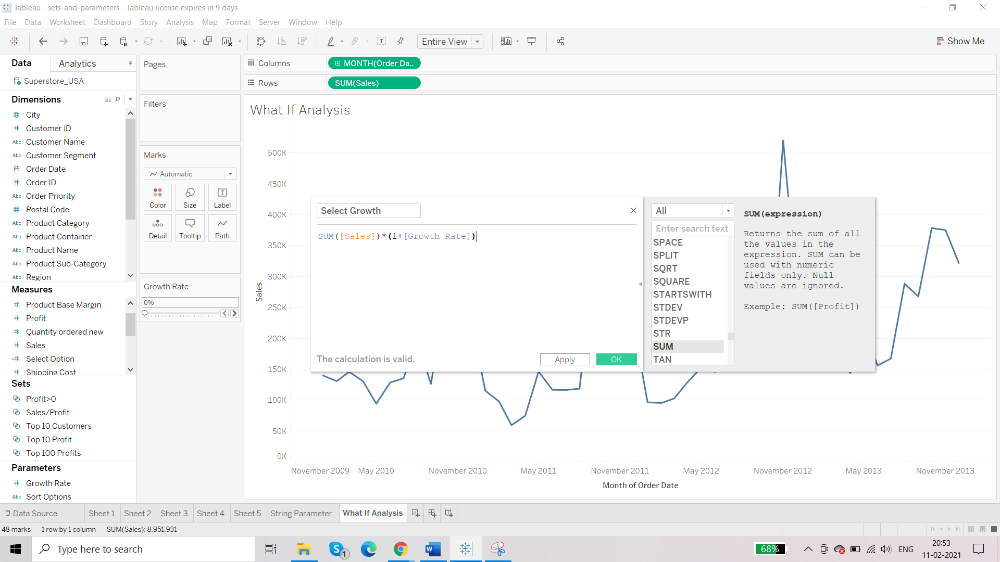 Tableau - sets-and-parameters - Tableau license expires in 9 days
File Data Worksheet Dashboard Story Analysis Map Format Server Window Help
Entire View
Show Me
Data
Analytics
Superstore_USA
Dimensions
City
Customer ID
Abc Customer Name
Abc Customer Segment
Order Date
Order ID
Abc Order Priority
Postal Code
Abc Product Category
Abc Product Container
Abc Product Name
Abc Product Sub-Category
Abc Region
Measures
Product Base Margin
Profit
Quantity ordered new
Sales
Select Option
Shipping Cost
Sets
Profit>0
Sales/Profit
Top 10 Customers
Top 10 Profit
Top 100 Profits
Parameters
Growth Rate
Abc Sort Options
Pages
Filters
Marks
Automatic
Color
Size
Label
Detail
Tooltip
Path
Growth Rate
0%
Columns
MONTH(Order Da..
Rows
SUM(Sales)
What If Analysis
500K
450K
400K
350K
300K
250K
200K
150K
100K
50K
0K
Sales
November 2009
May 2010
November 2010
May 2011
November 2011
May 2012
November 2012
May 2013
November 2013
Month of Order Date
Select Growth
SUM([Sales])*(1+[Growth Rate])
The calculation is valid.
Apply
OK
All
Enter search text
SPACE
SPLIT
SQRT
SQUARE
STARTSWITH
STDEV
STDEVP
STR
SUM
TAN
SUM(expression)
Returns the sum of all
the values in the
expression. SUM can be
used with numeric
fields only. Null
values are ignored.
Example: SUM([Profit])
Data Source
Sheet 1
Sheet 2
Sheet 3
Sheet 4
Sheet 5
String Parameter
What If Analysis
48 marks
1 row by 1 column
SUM(Sales): 8,951,931
Type here to search
1
68%
ENG
20:53
11-02-2021